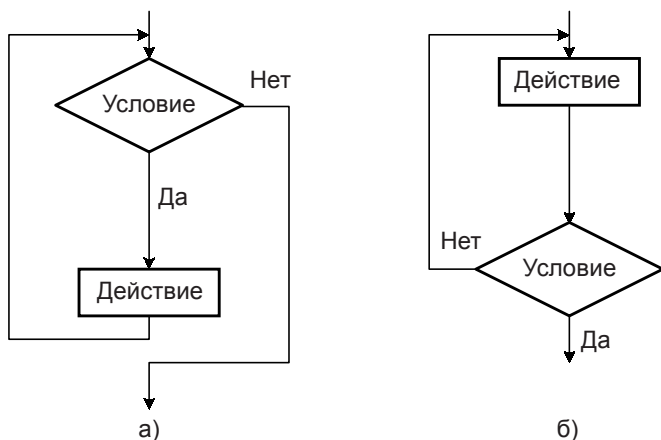 Условие
Нет
Да
Действие
а)
Действие
Нет
Условие
Да
б)